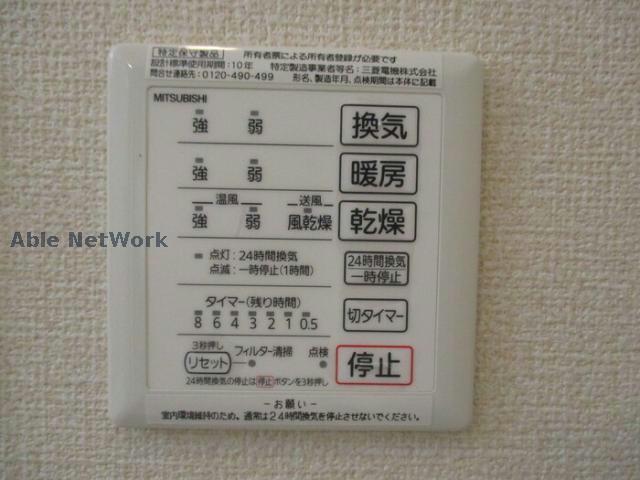 特定保守製品 所有者票による所有者登録が必要です
設計標準使用期間:10年 特定製造事業者等名:三菱電機株式会社
問合せ連絡先:0120-490-499 形名、製造年月、点検期間は本体に記載
MITSUBISHI
強 弱 換気
強 弱 暖房
温風 送風
強 弱 風乾燥 乾燥
点灯:24時間換気
点滅:一時停止(1時間)
24時間換気
一時停止
タイマー(残り時間)
8 6 4 3 2 1 0.5
切タイマー
3秒押し
リセット フィルター清掃 点検
停止
24時間換気の停止は停止ボタンを3秒押し
-お願い-
室内環境維持のため、通常は24時間換気を停止させないでください。
Able NetWork